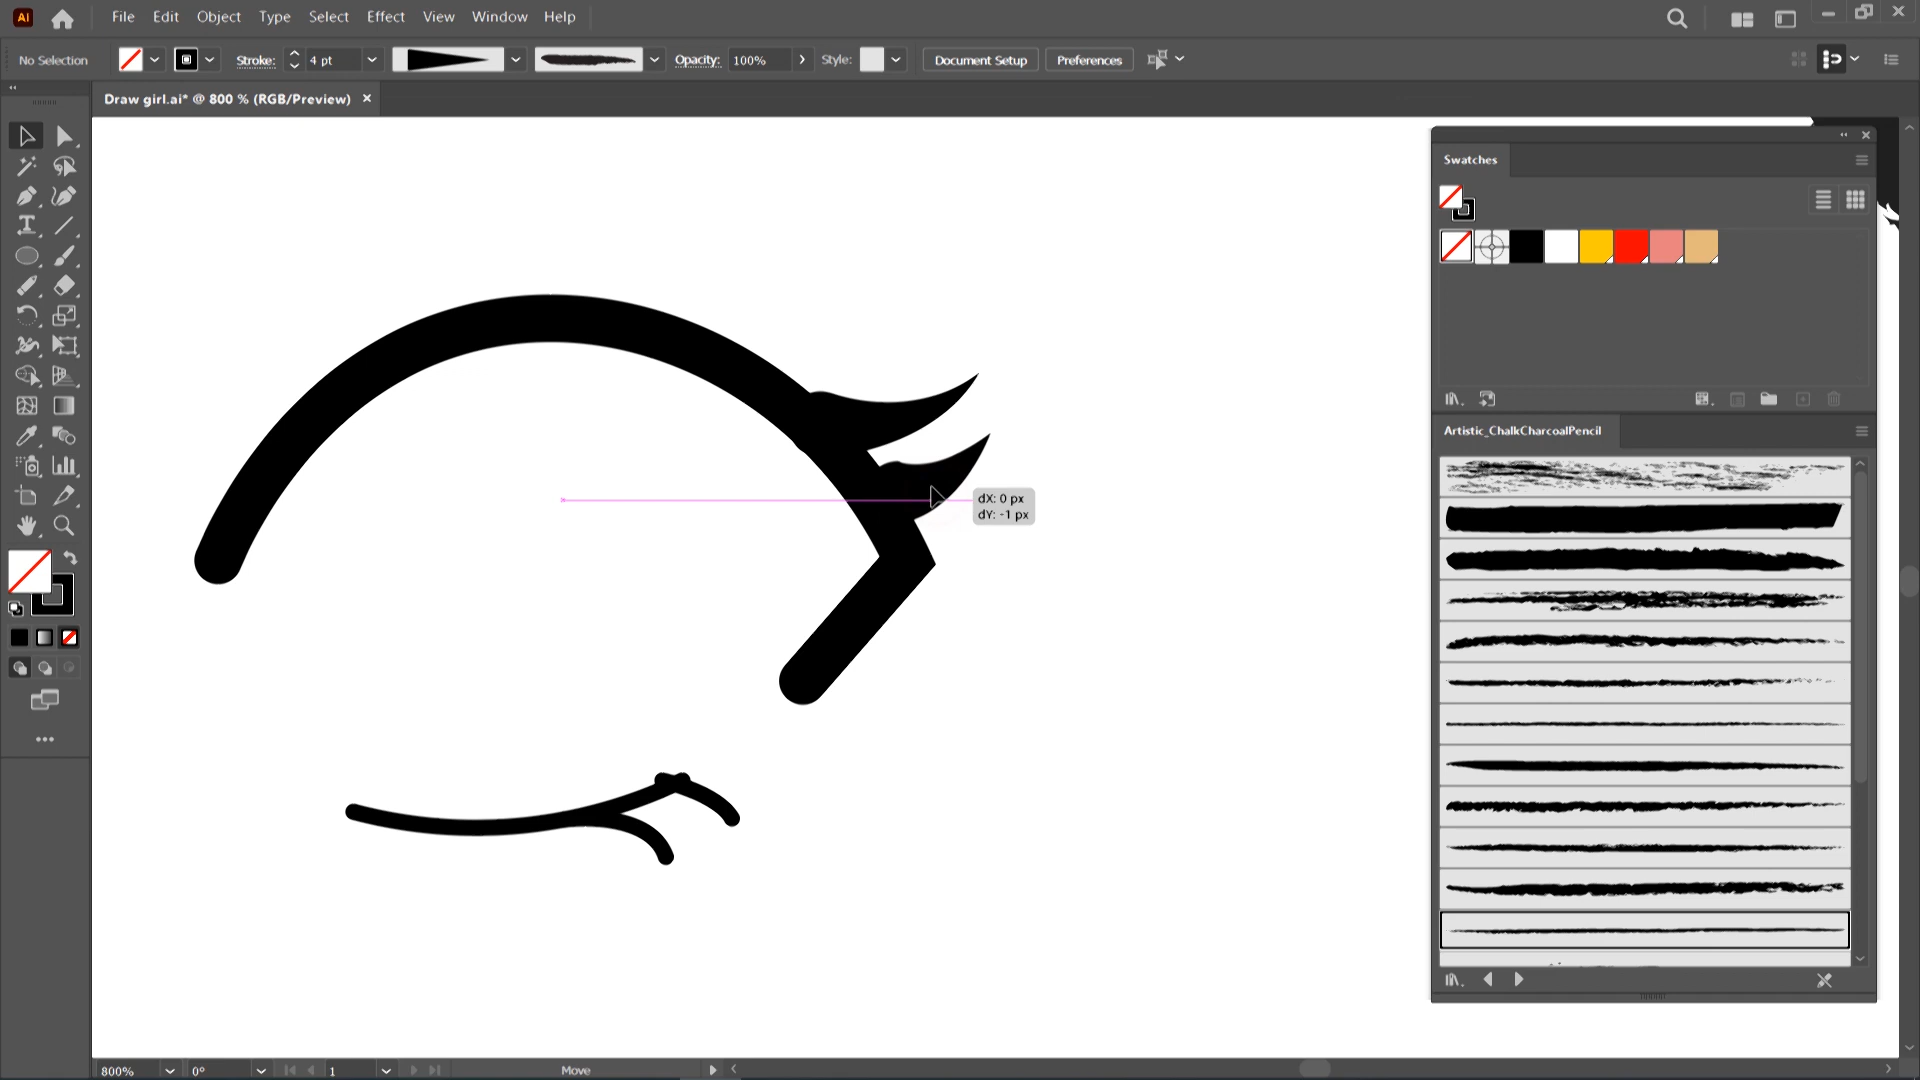 Ai File Edit Object Type Select Effect View Window Help
No Selection Stroke: 4 pt Opacity: 100% Style: Document Setup Preferences
Draw girl.ai* @ 800 % (RGB/Preview)
Swatches
Artistic_ChalkCharcoalPencil
dX: 0 px
dY: -1 px
800% 0° 1 Move